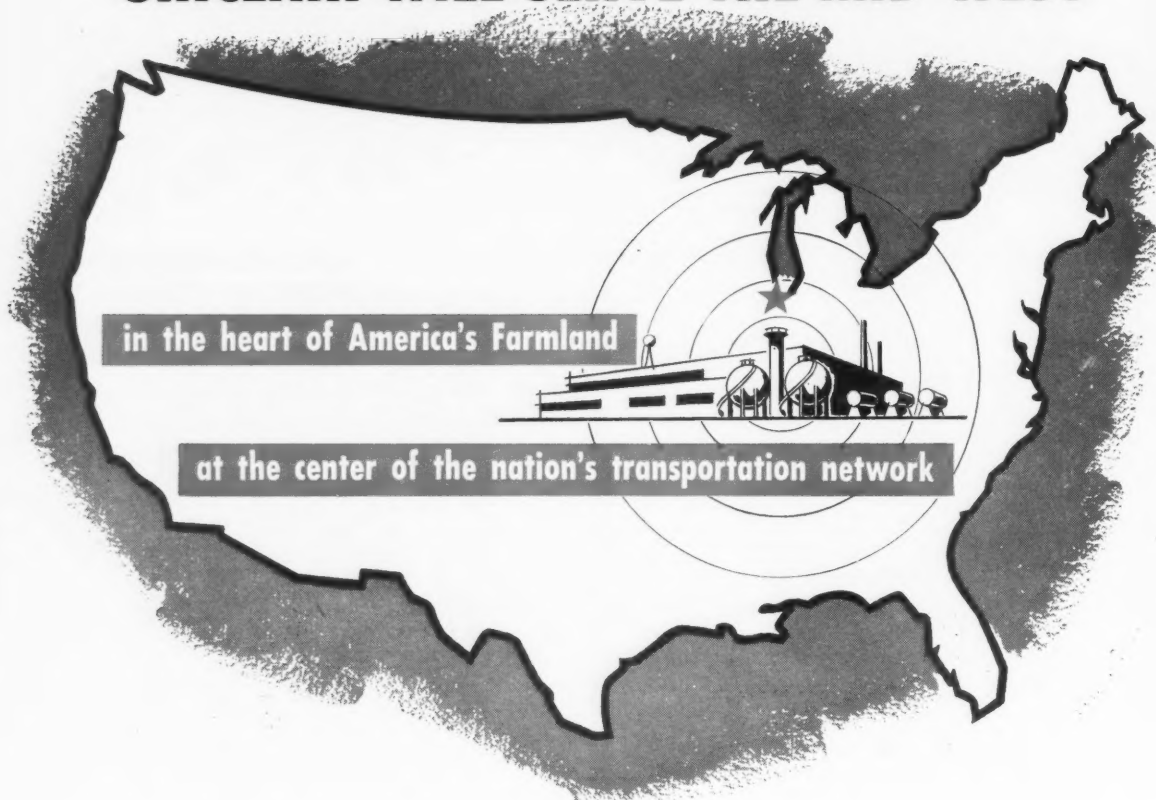 in the heart of America's Farmland
at the center of the nation's transportation network